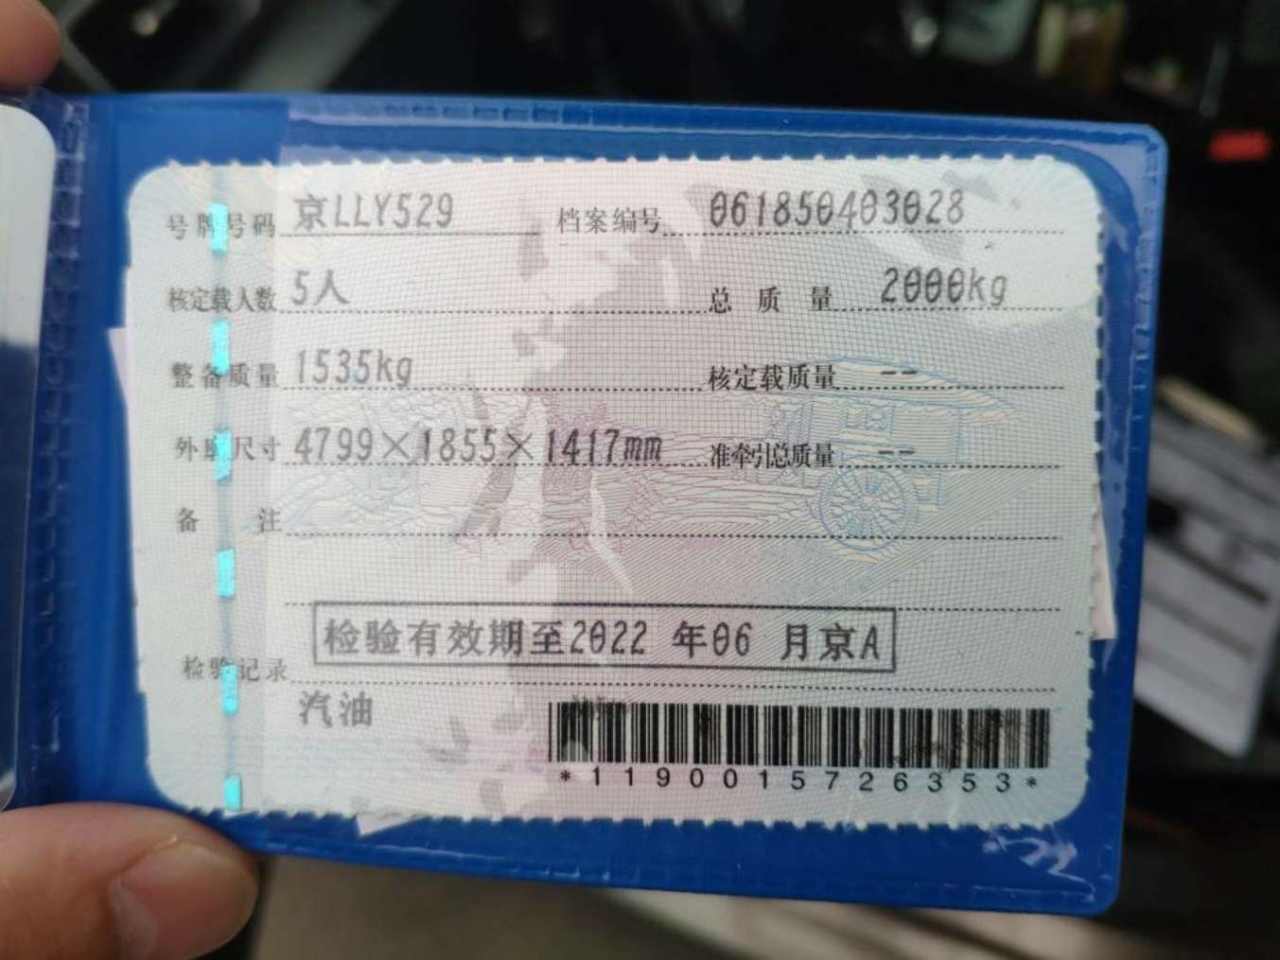 号牌号码 京LLY529 档案编号 061850403028
核定载人数 5人 总质量 2000kg
整备质量 1535kg 核定载质量 --
外廓尺寸 4799×1855×1417mm 准牵引总质量 --
备注
检验有效期至2022 年06 月京A
检验记录
汽油
*1190015726353*